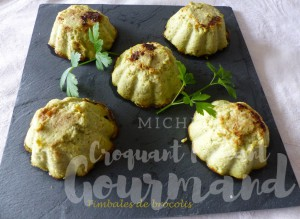 MICH
Croquant
Gourmand
Timbales de brocolis